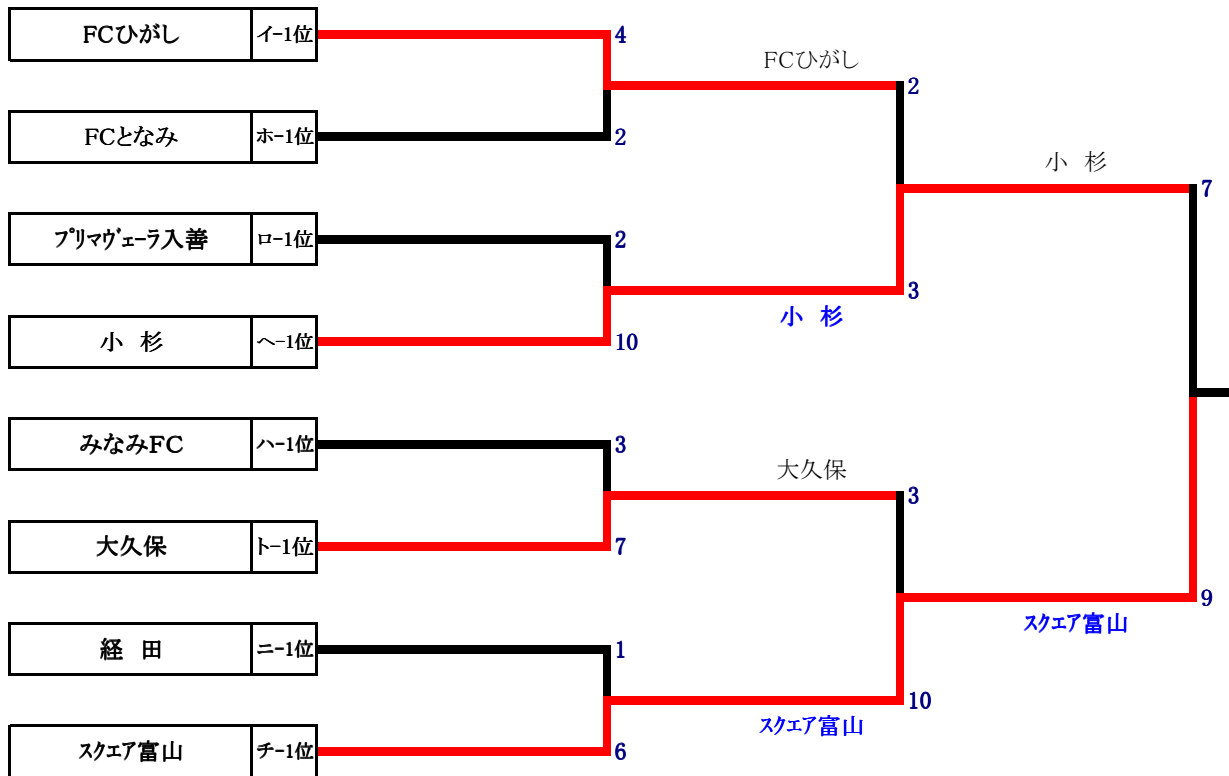 FCひがし イ-1位 4
FCひがし
2
FCとなみ ホ-1位 2
小 杉
7
プリマヴェーラ入善 ロ-1位 2
3
小 杉
小 杉 ヘ-1位 10
みなみFC ハ-1位 3
大久保
3
大久保 ト-1位 7
9
スクエア富山
経 田 ニ-1位 1
10
スクエア富山
スクエア富山 チ-1位 6